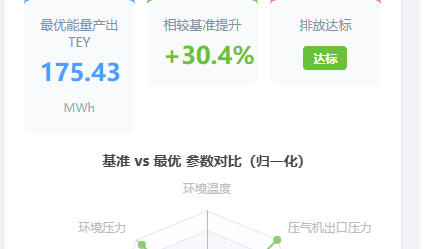 最优能量产出
TEY
175.43
MWh
相较基准提升
+30.4%
排放达标
达标
基准 vs 最优 参数对比（归一化）
环境温度
环境压力
压气机出口压力